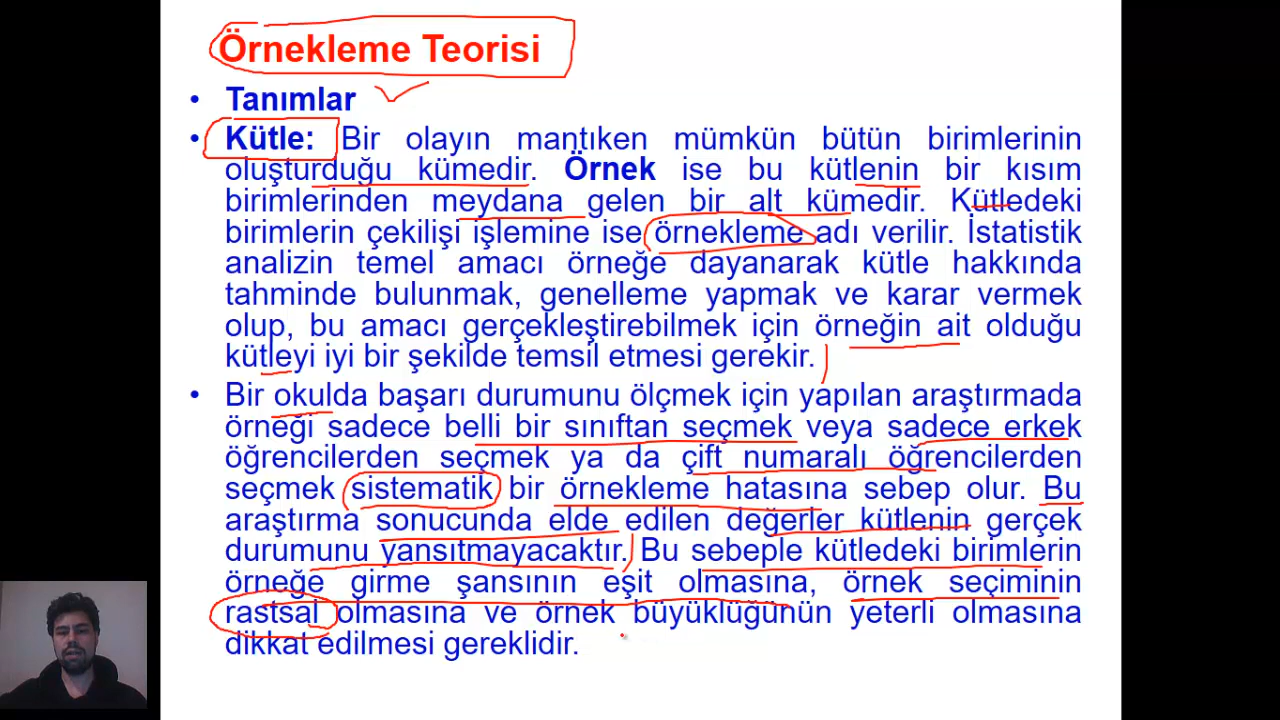 Örnekleme Teorisi
• Tanımlar
• Kütle: Bir olayın mantıken mümkün bütün birimlerinin
oluşturduğu kümedir. Örnek ise bu kütlenin bir kısım
birimlerinden meydana gelen bir alt kümedir. Kütledeki
birimlerin çekilişi işlemine ise örnekleme adı verilir. İstatistik
analizin temel amacı örneğe dayanarak kütle hakkında
tahminde bulunmak, genelleme yapmak ve karar vermek
olup, bu amacı gerçekleştirebilmek için örneğin ait olduğu
kütleyi iyi bir şekilde temsil etmesi gerekir.
• Bir okulda başarı durumunu ölçmek için yapılan araştırmada
örneği sadece belli bir sınıftan seçmek veya sadece erkek
öğrencilerden seçmek ya da çift numaralı öğrencilerden
seçmek sistematik bir örnekleme hatasına sebep olur. Bu
araştırma sonucunda elde edilen değerler kütlenin gerçek
durumunu yansıtmayacaktır. Bu sebeple kütledeki birimlerin
örneğe girme şansının eşit olmasına, örnek seçiminin
rastsal olmasına ve örnek büyüklüğünün yeterli olmasına
dikkat edilmesi gereklidir.